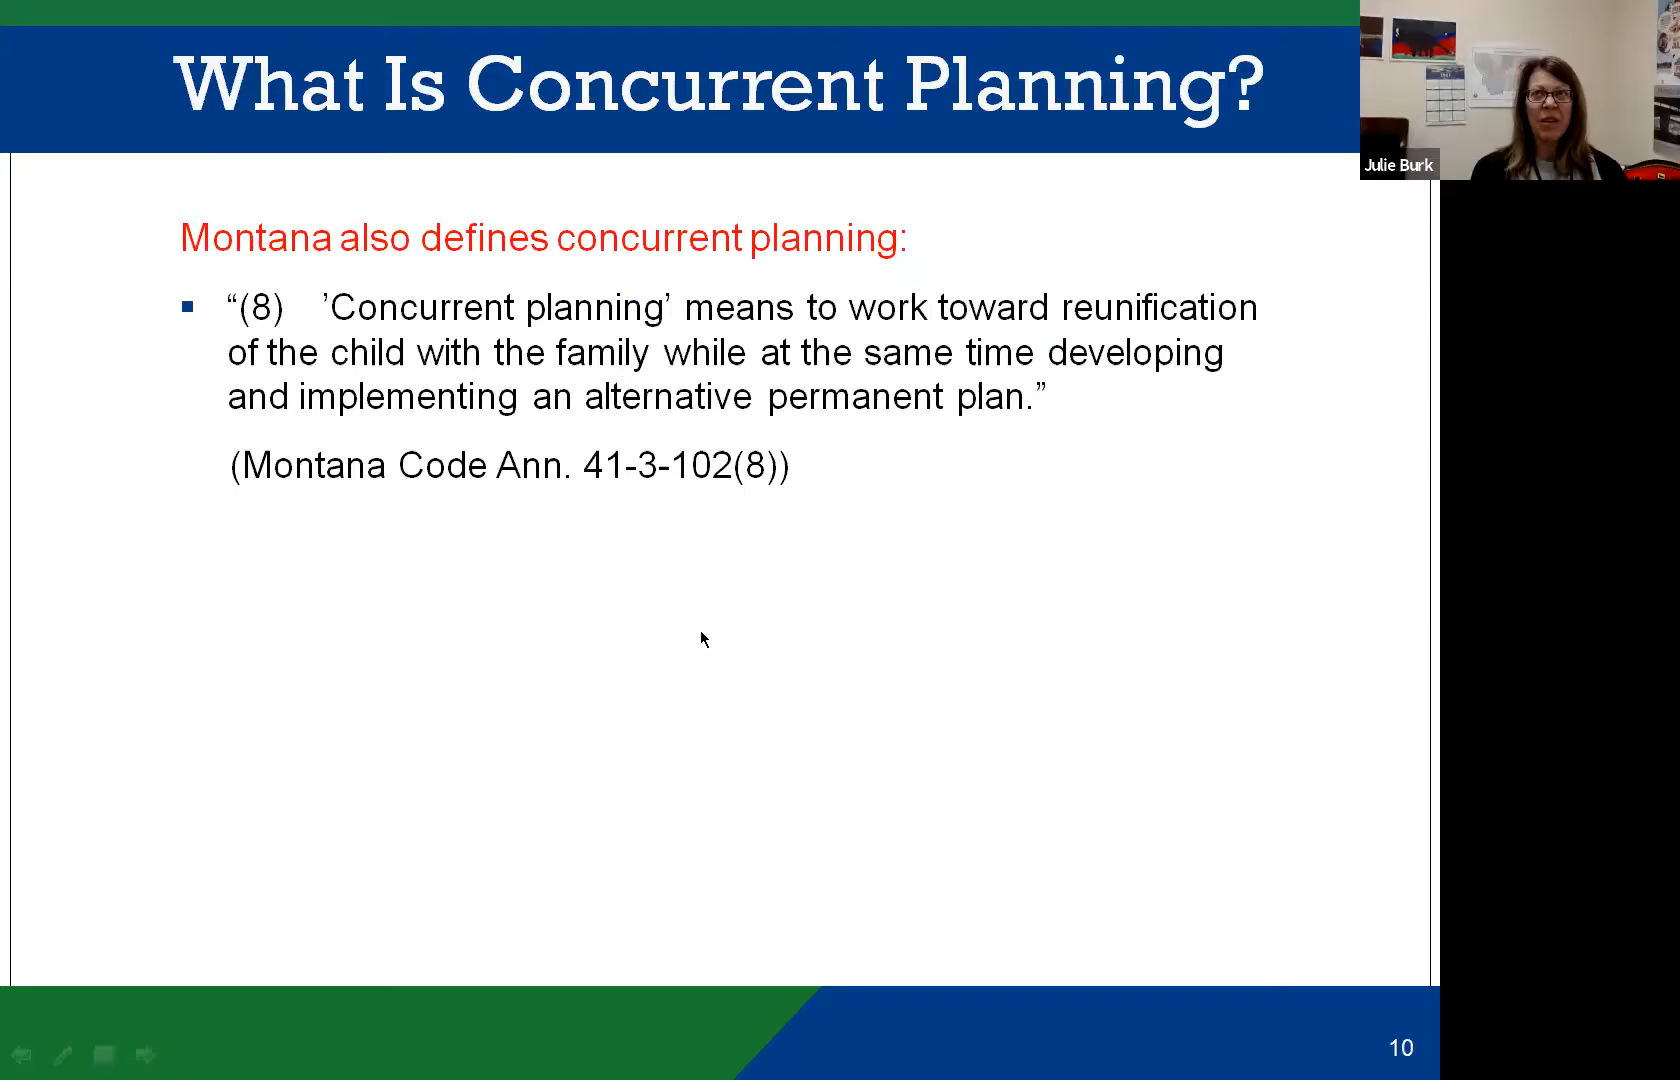 What Is Concurrent Planning?
Julie Burk
Montana also defines concurrent planning:
“(8) ’Concurrent planning’ means to work toward reunification
of the child with the family while at the same time developing
and implementing an alternative permanent plan.”
(Montana Code Ann. 41-3-102(8))
10